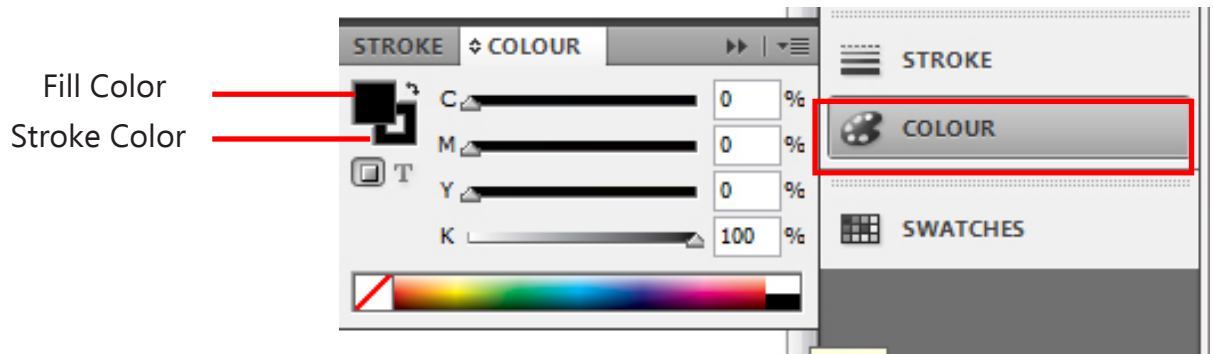 Fill Color
Stroke Color
STROKE COLOUR
C 0 %
M 0 %
T
Y 0 %
K 100 %
STROKE
COLOUR
SWATCHES